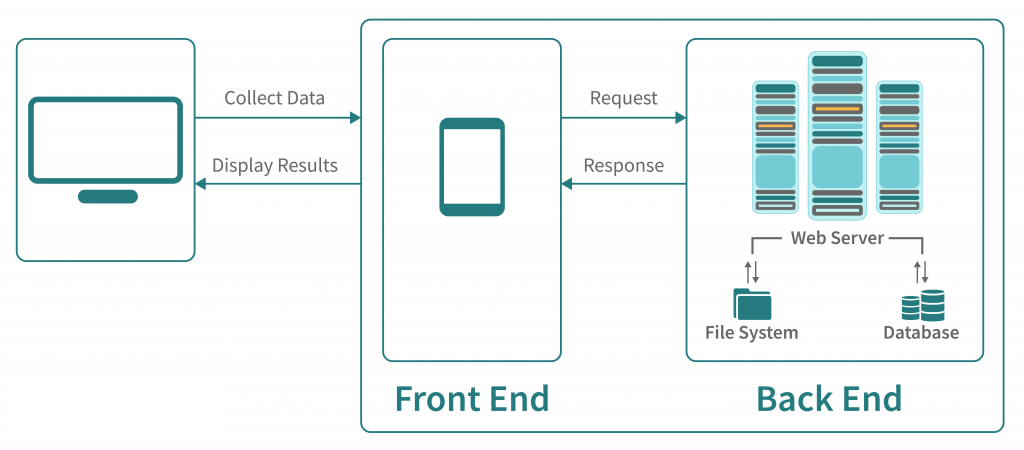 Collect Data
Display Results
Request
Response
Web Server
File System
Database
Front End
Back End